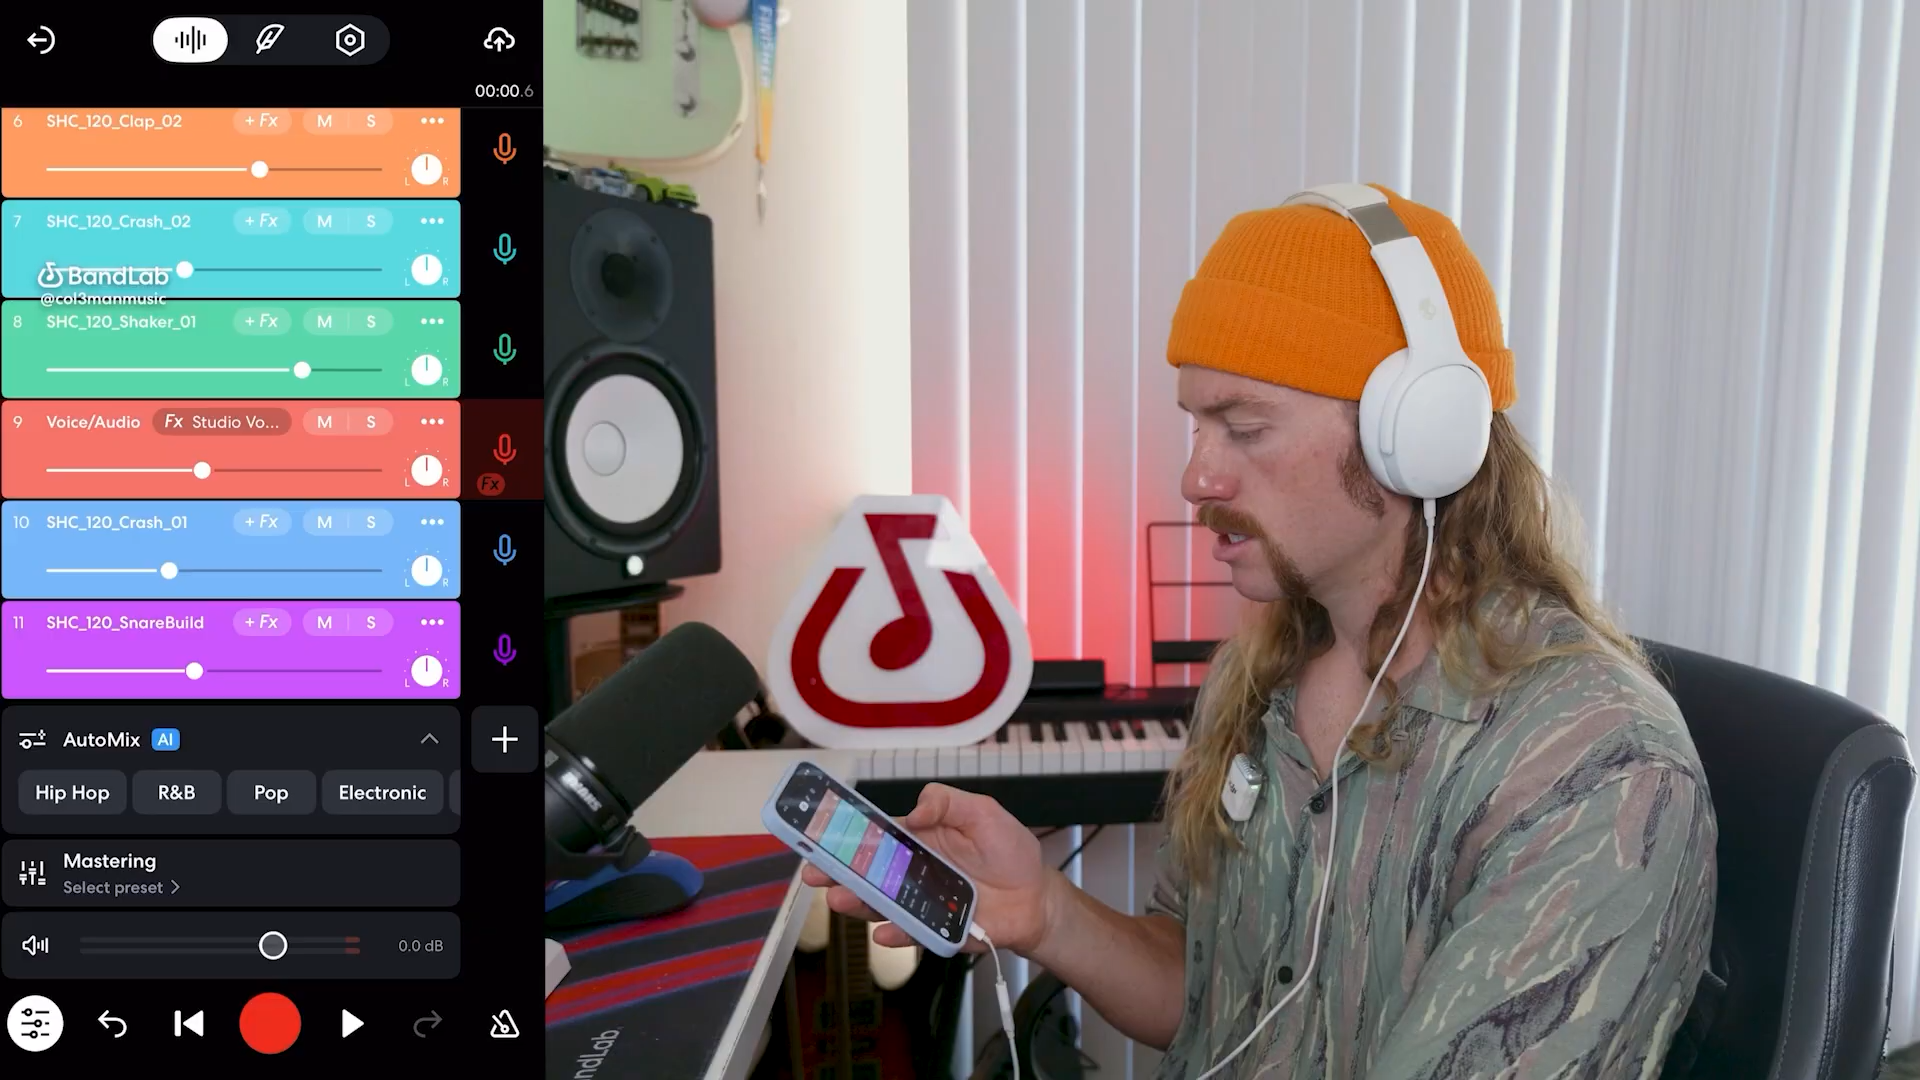 00:00.6
6 SHC_120_Clap_02 + Fx M S
L R
7 SHC_120_Crash_02 + Fx M S
BandLab
@col3manmusic
L R
8 SHC_120_Shaker_01 + Fx M S
L R
9 Voice/Audio Fx Studio Vo... M S
L R
Fx
10 SHC_120_Crash_01 + Fx M S
L R
11 SHC_120_SnareBuild + Fx M S
L R
AutoMix AI
Hip Hop R&B Pop Electronic
Mastering
Select preset
0.0 dB
FINISHER
ndLab